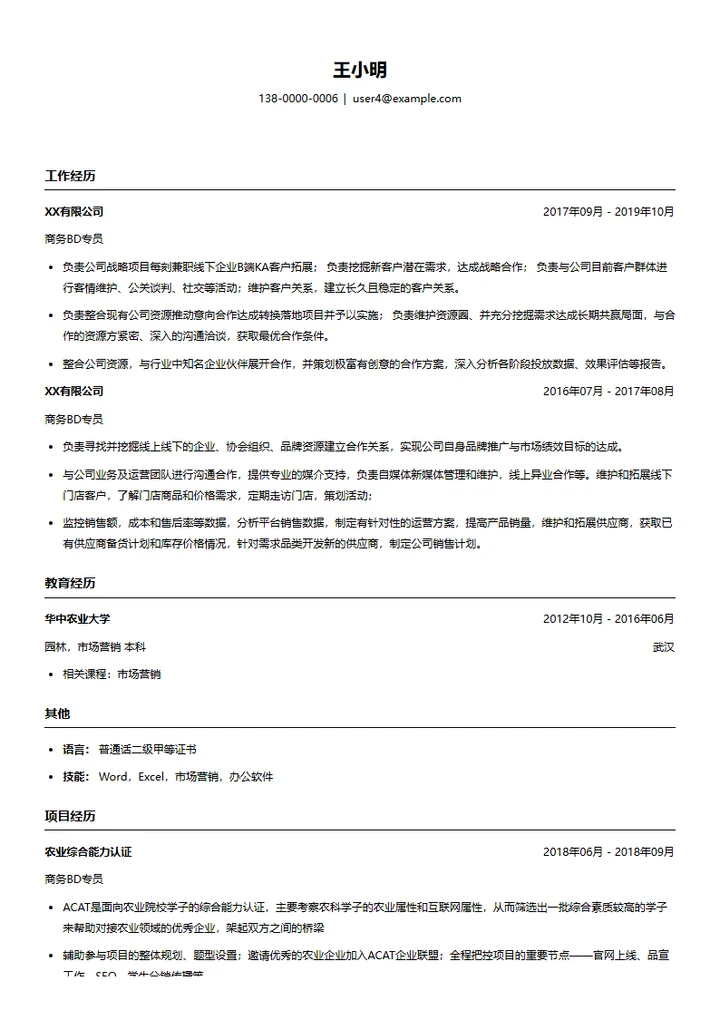 王小明
138-0000-0006 | user4@example.com
工作经历
XX有限公司 2017年09月 - 2019年10月
商务BD专员
• 负责公司战略项目每刻兼职线下企业B端KA客户拓展； 负责挖掘新客户潜在需求，达成战略合作； 负责与公司目前客户群体进
行客情维护、公关谈判、社交等活动；维护客户关系，建立长久且稳定的客户关系。
• 负责整合现有公司资源推动意向合作达成转换落地项目并予以实施； 负责维护资源圈、并充分挖掘需求达成长期共赢局面，与合
作的资源方紧密、深入的沟通洽谈，获取最优合作条件。
• 整合公司资源，与行业中知名企业伙伴展开合作，并策划极富有创意的合作方案，深入分析各阶段投放数据、效果评估等报告。
XX有限公司 2016年07月 - 2017年08月
商务BD专员
• 负责寻找并挖掘线上线下的企业、协会组织、品牌资源建立合作关系，实现公司自身品牌推广与市场绩效目标的达成。
• 与公司业务及运营团队进行沟通合作，提供专业的媒介支持，负责自媒体新媒体管理和维护，线上异业合作等。维护和拓展线下
门店客户，了解门店商品和价格需求，定期走访门店，策划活动；
• 监控销售额，成本和售后率等数据，分析平台销售数据，制定有针对性的运营方案，提高产品销量，维护和拓展供应商，获取已
有供应商备货计划和库存价格情况，针对需求品类开发新的供应商，制定公司销售计划。
教育经历
华中农业大学 2012年10月 - 2016年06月
园林，市场营销 本科 武汉
• 相关课程：市场营销
其他
• 语言： 普通话二级甲等证书
• 技能： Word，Excel，市场营销，办公软件
项目经历
农业综合能力认证 2018年06月 - 2018年09月
商务BD专员
• ACAT是面向农业院校学子的综合能力认证，主要考察农科学子的农业属性和互联网属性，从而筛选出一批综合素质较高的学子
来帮助对接农业领域的优秀企业，架起双方之间的桥梁
• 辅助参与项目的整体规划、题型设置；邀请优秀的农业企业加入ACAT企业联盟；全程把控项目的重要节点——官网上线、品宣
工作、SEO、学生分销传播等